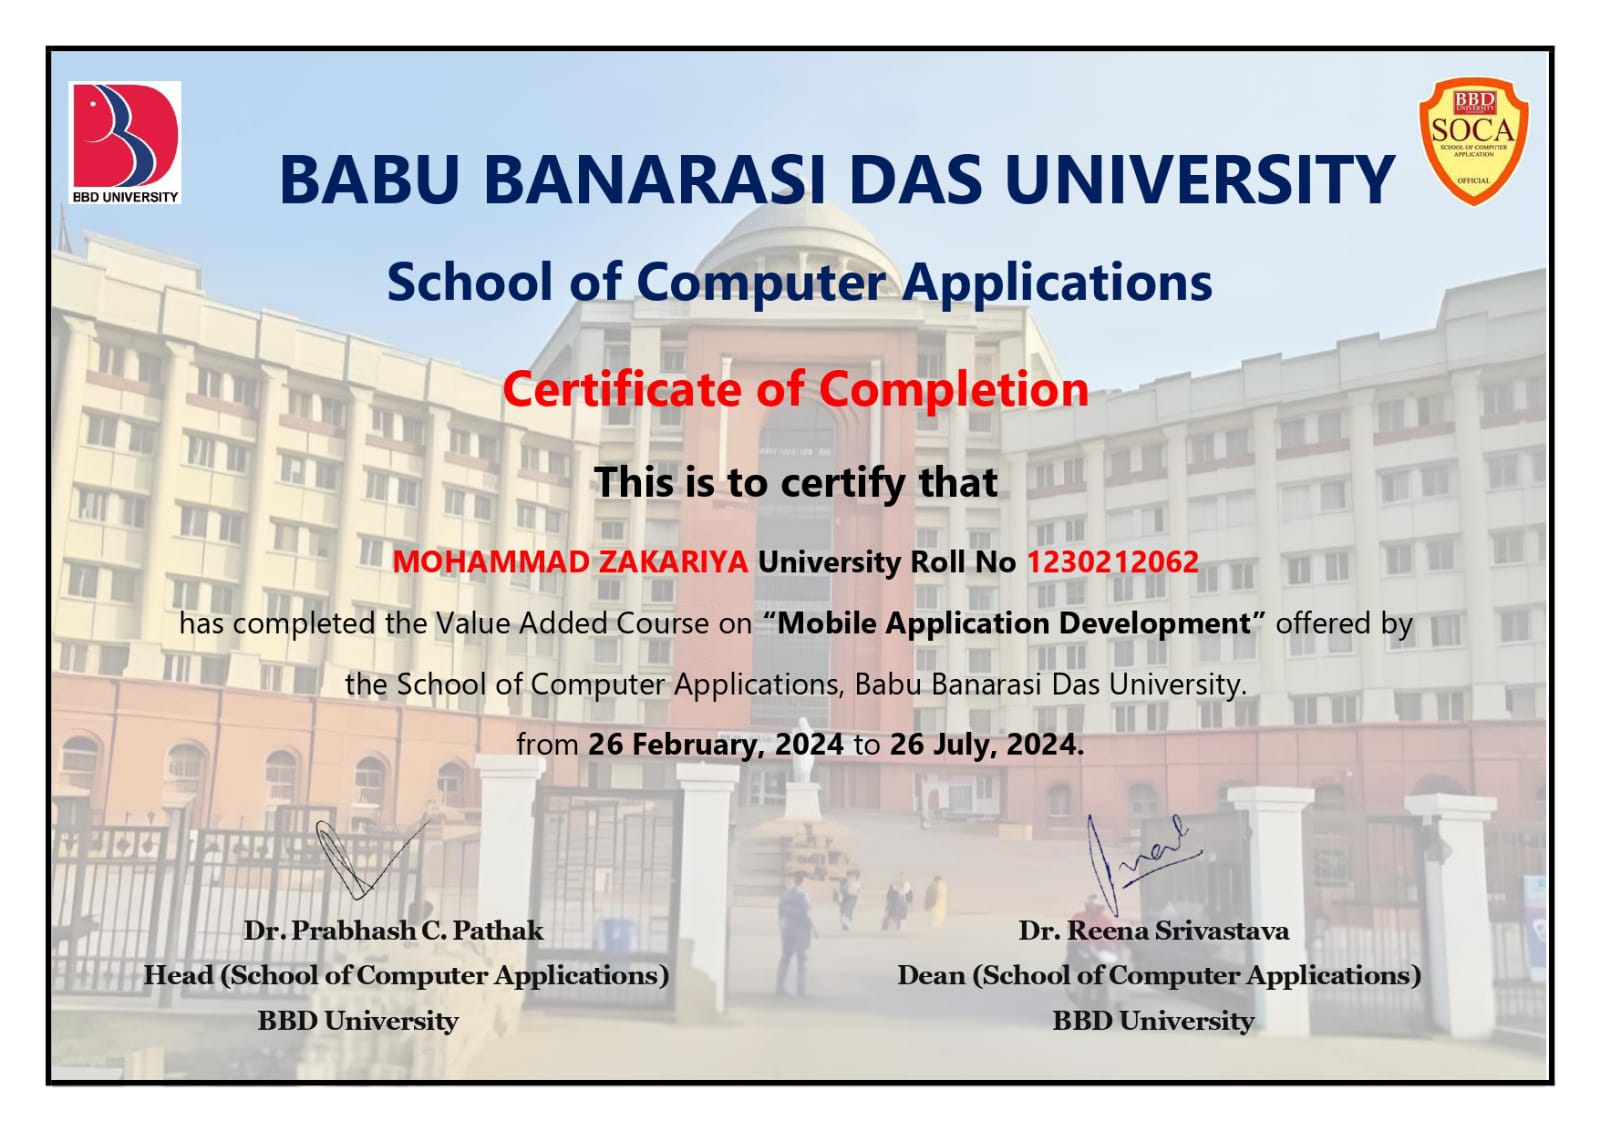 BBD UNIVERSITY
BBD
UNIVERSITY
SOCA
SCHOOL OF COMPUTER
APPLICATION
OFFICIAL
BABU BANARASI DAS UNIVERSITY
School of Computer Applications
Certificate of Completion
This is to certify that
MOHAMMAD ZAKARIYA University Roll No 1230212062
has completed the Value Added Course on “Mobile Application Development” offered by
the School of Computer Applications, Babu Banarasi Das University.
from 26 February, 2024 to 26 July, 2024.
Dr. Prabhash C. Pathak
Head (School of Computer Applications)
BBD University
Dr. Reena Srivastava
Dean (School of Computer Applications)
BBD University